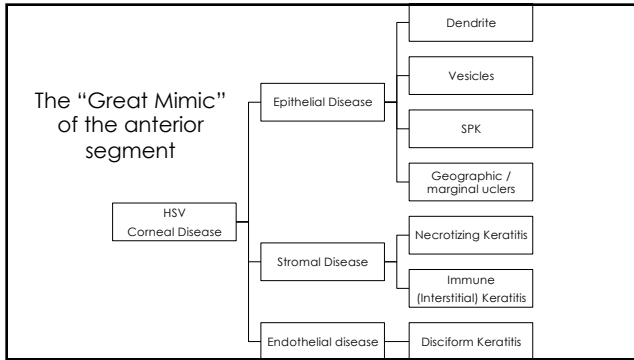 The “Great Mimic”
of the anterior
segment
HSV
Corneal Disease
Epithelial Disease
Dendrite
Vesicles
SPK
Geographic /
marginal uclers
Stromal Disease
Necrotizing Keratitis
Immune
(Interstitial) Keratitis
Endothelial disease
Disciform Keratitis